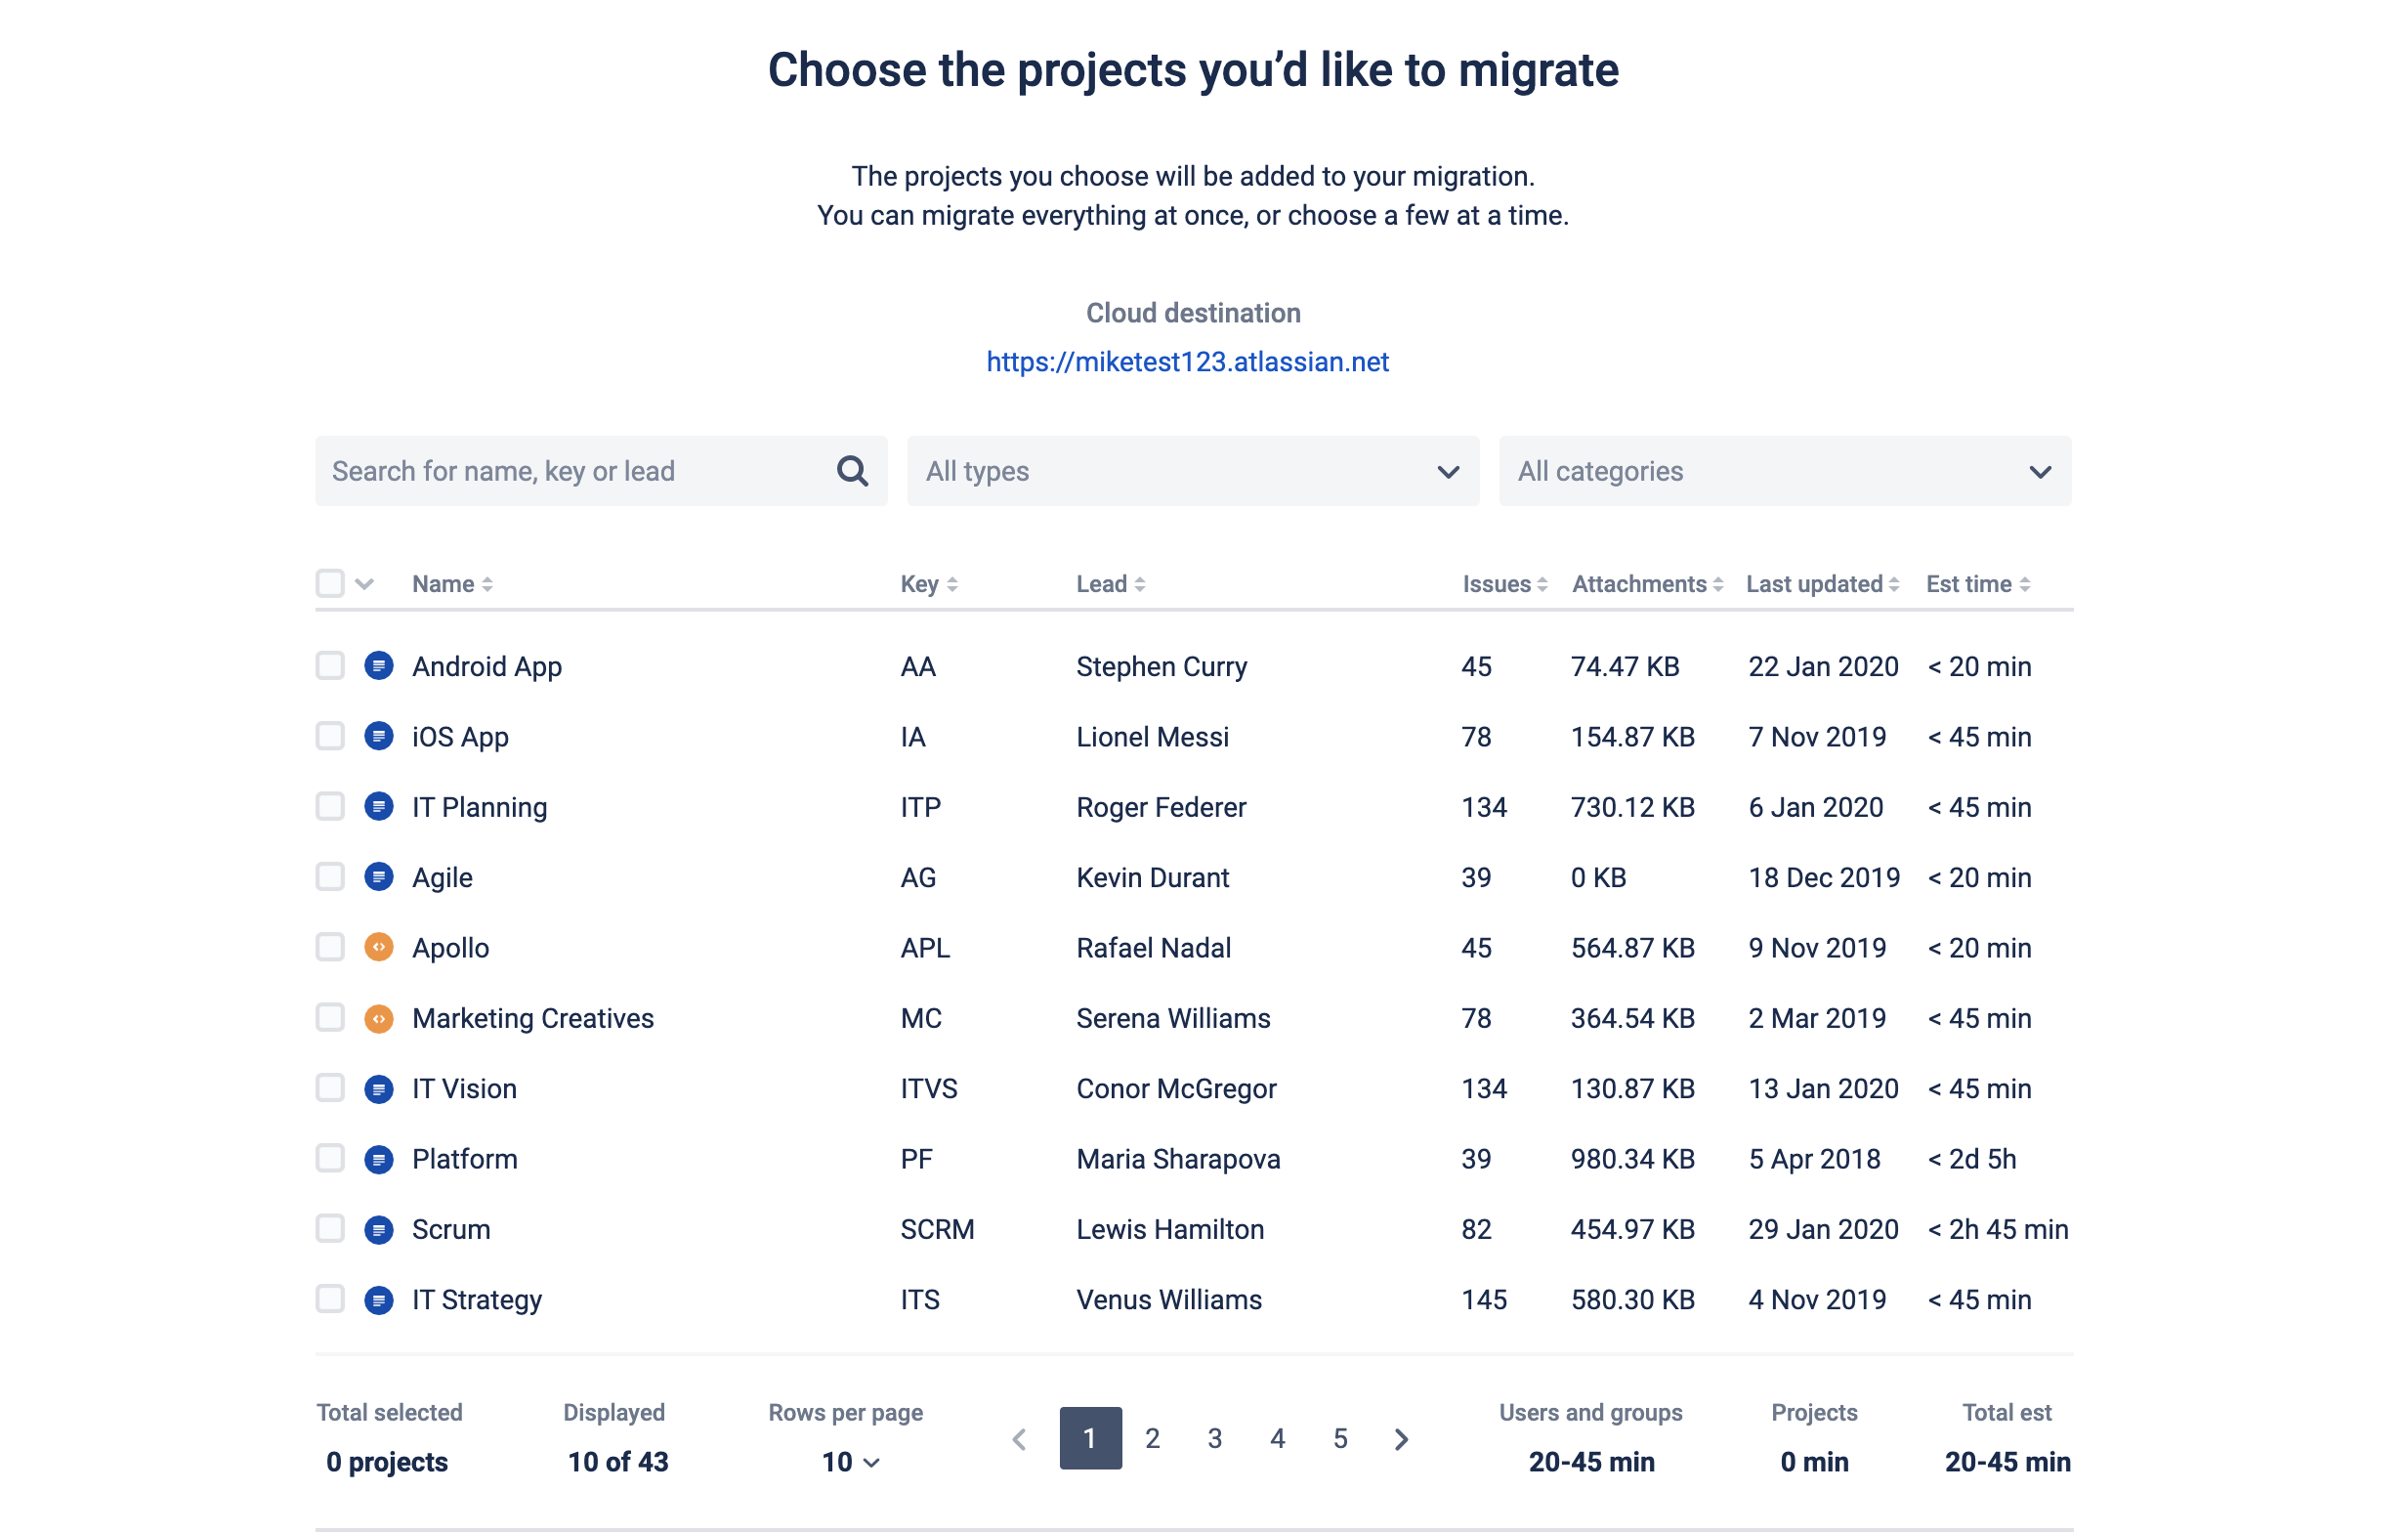 Choose the projects you’d like to migrate
The projects you choose will be added to your migration.
You can migrate everything at once, or choose a few at a time.
Cloud destination
https://miketest123.atlassian.net
Search for name, key or lead All types All categories
Name Key Lead Issues Attachments Last updated Est time
Android App AA Stephen Curry 45 74.47 KB 22 Jan 2020 < 20 min
iOS App IA Lionel Messi 78 154.87 KB 7 Nov 2019 < 45 min
IT Planning ITP Roger Federer 134 730.12 KB 6 Jan 2020 < 45 min
Agile AG Kevin Durant 39 0 KB 18 Dec 2019 < 20 min
Apollo APL Rafael Nadal 45 564.87 KB 9 Nov 2019 < 20 min
Marketing Creatives MC Serena Williams 78 364.54 KB 2 Mar 2019 < 45 min
IT Vision ITVS Conor McGregor 134 130.87 KB 13 Jan 2020 < 45 min
Platform PF Maria Sharapova 39 980.34 KB 5 Apr 2018 < 2d 5h
Scrum SCRM Lewis Hamilton 82 454.97 KB 29 Jan 2020 < 2h 45 min
IT Strategy ITS Venus Williams 145 580.30 KB 4 Nov 2019 < 45 min
Total selected Displayed Rows per page Users and groups Projects Total est
0 projects 10 of 43 10 1 2 3 4 5 20-45 min 0 min 20-45 min